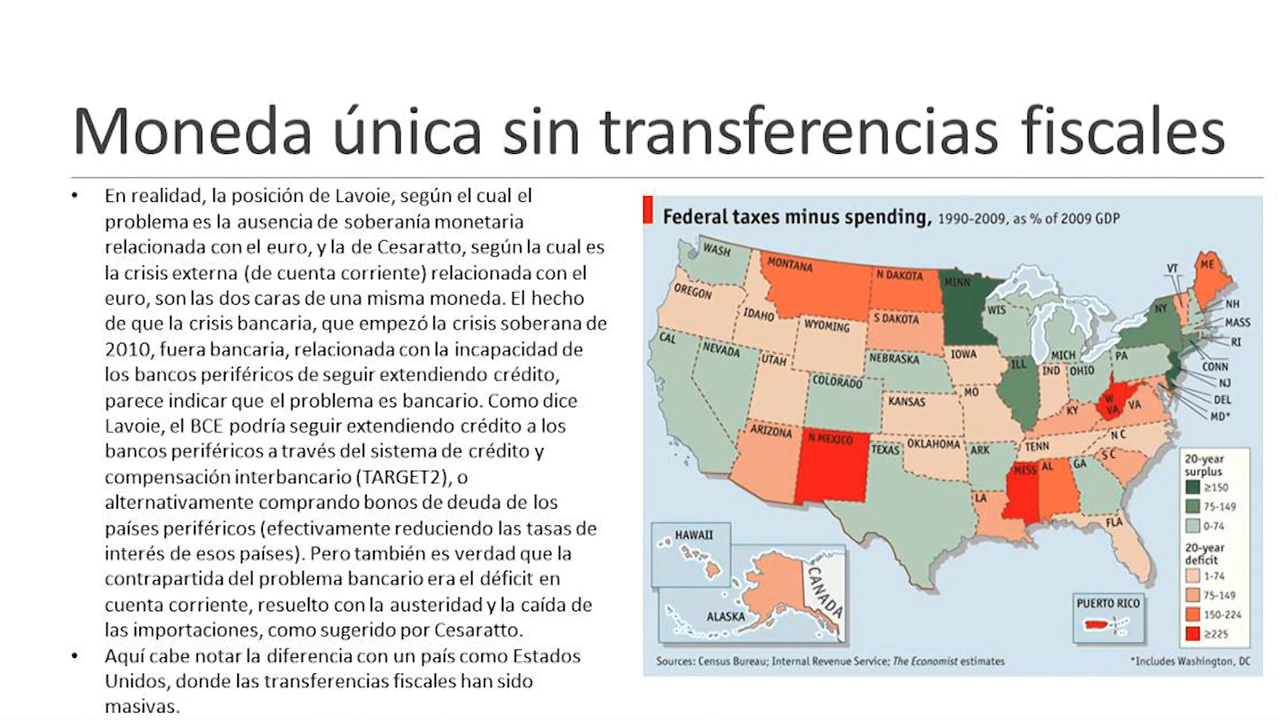 Moneda única sin transferencias fiscales
• En realidad, la posición de Lavoie, según el cual el
problema es la ausencia de soberanía monetaria
relacionada con el euro, y la de Cesaratto, según la cual es
la crisis externa (de cuenta corriente) relacionada con el
euro, son las dos caras de una misma moneda. El hecho
de que la crisis bancaria, que empezó la crisis soberana de
2010, fuera bancaria, relacionada con la incapacidad de
los bancos periféricos de seguir extendiendo crédito,
parece indicar que el problema es bancario. Como dice
Lavoie, el BCE podría seguir extendiendo crédito a los
bancos periféricos a través del sistema de crédito y
compensación interbancario (TARGET2), o
alternativamente comprando bonos de deuda de los
países periféricos (efectivamente reduciendo las tasas de
interés de esos países). Pero también es verdad que la
contrapartida del problema bancario era el déficit en
cuenta corriente, resuelto con la austeridad y la caída de
las importaciones, como sugerido por Cesaratto.
• Aquí cabe notar la diferencia con un país como Estados
Unidos, donde las transferencias fiscales han sido
masivas.
Federal taxes minus spending, 1990-2009, as % of 2009 GDP
WASH
MONTANA
N DAKOTA
MINN
VT
ME
OREGON
IDAHO
WYOMING
S DAKOTA
WIS
NY
NH
MASS
RI
CAL
NEVADA
UTAH
NEBRASKA
IOWA
MICH
PA
CONN
COLORADO
ILL
IND
OHIO
NJ
DEL
MD*
KANSAS
MO
KY
W VA
VA
ARIZONA
N MEXICO
TEXAS
OKLAHOMA
ARK
TENN
N C
S C
MISS
AL
GA
LA
FLA
HAWAII
ALASKA
CANADA
PUERTO RICO
20-year
surplus
≥150
75-149
0-74
20-year
deficit
1-74
75-149
150-224
≥225
Sources: Census Bureau; Internal Revenue Service; The Economist estimates
*Includes Washington, DC